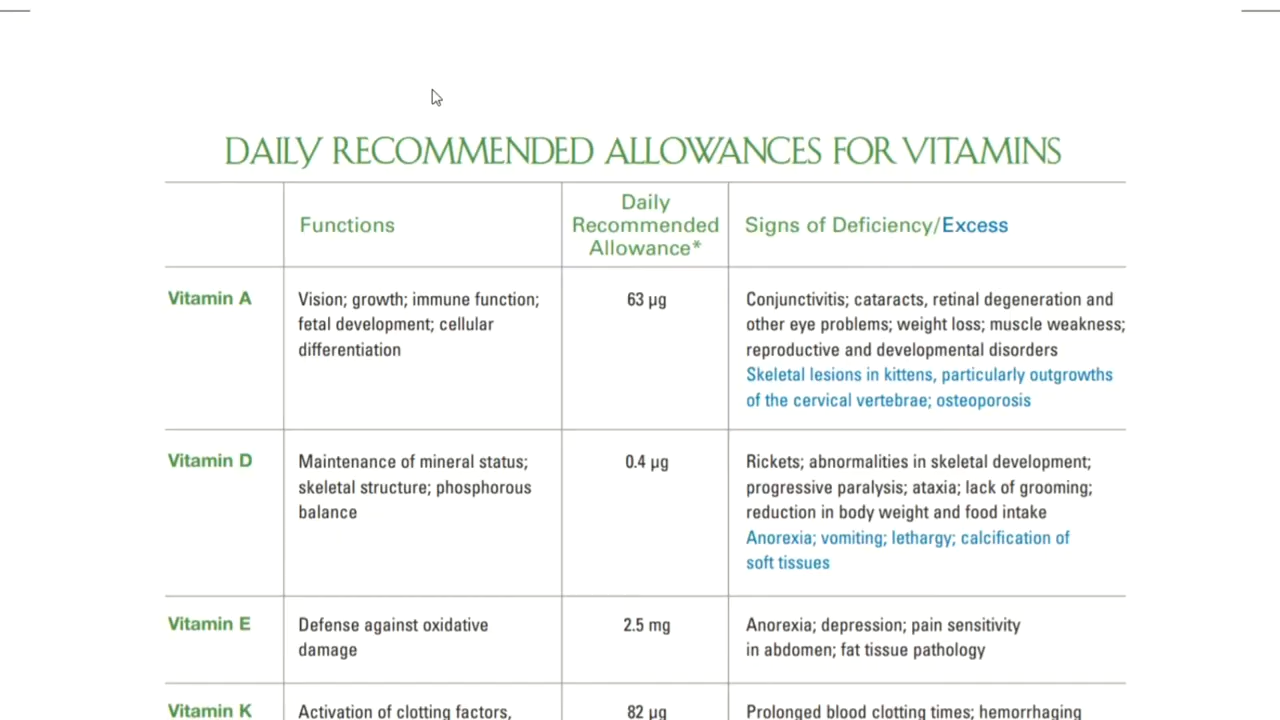 DAILY RECOMMENDED ALLOWANCES FOR VITAMINS
Functions
Daily
Recommended
Allowance*
Signs of Deficiency/Excess
Vitamin A
Vision; growth; immune function;
fetal development; cellular
differentiation
63 µg
Conjunctivitis; cataracts, retinal degeneration and
other eye problems; weight loss; muscle weakness;
reproductive and developmental disorders
Skeletal lesions in kittens, particularly outgrowths
of the cervical vertebrae; osteoporosis
Vitamin D
Maintenance of mineral status;
skeletal structure; phosphorous
balance
0.4 µg
Rickets; abnormalities in skeletal development;
progressive paralysis; ataxia; lack of grooming;
reduction in body weight and food intake
Anorexia; vomiting; lethargy; calcification of
soft tissues
Vitamin E
Defense against oxidative
damage
2.5 mg
Anorexia; depression; pain sensitivity
in abdomen; fat tissue pathology
Vitamin K
Activation of clotting factors,
82 µg
Prolonged blood clotting times; hemorrhaging